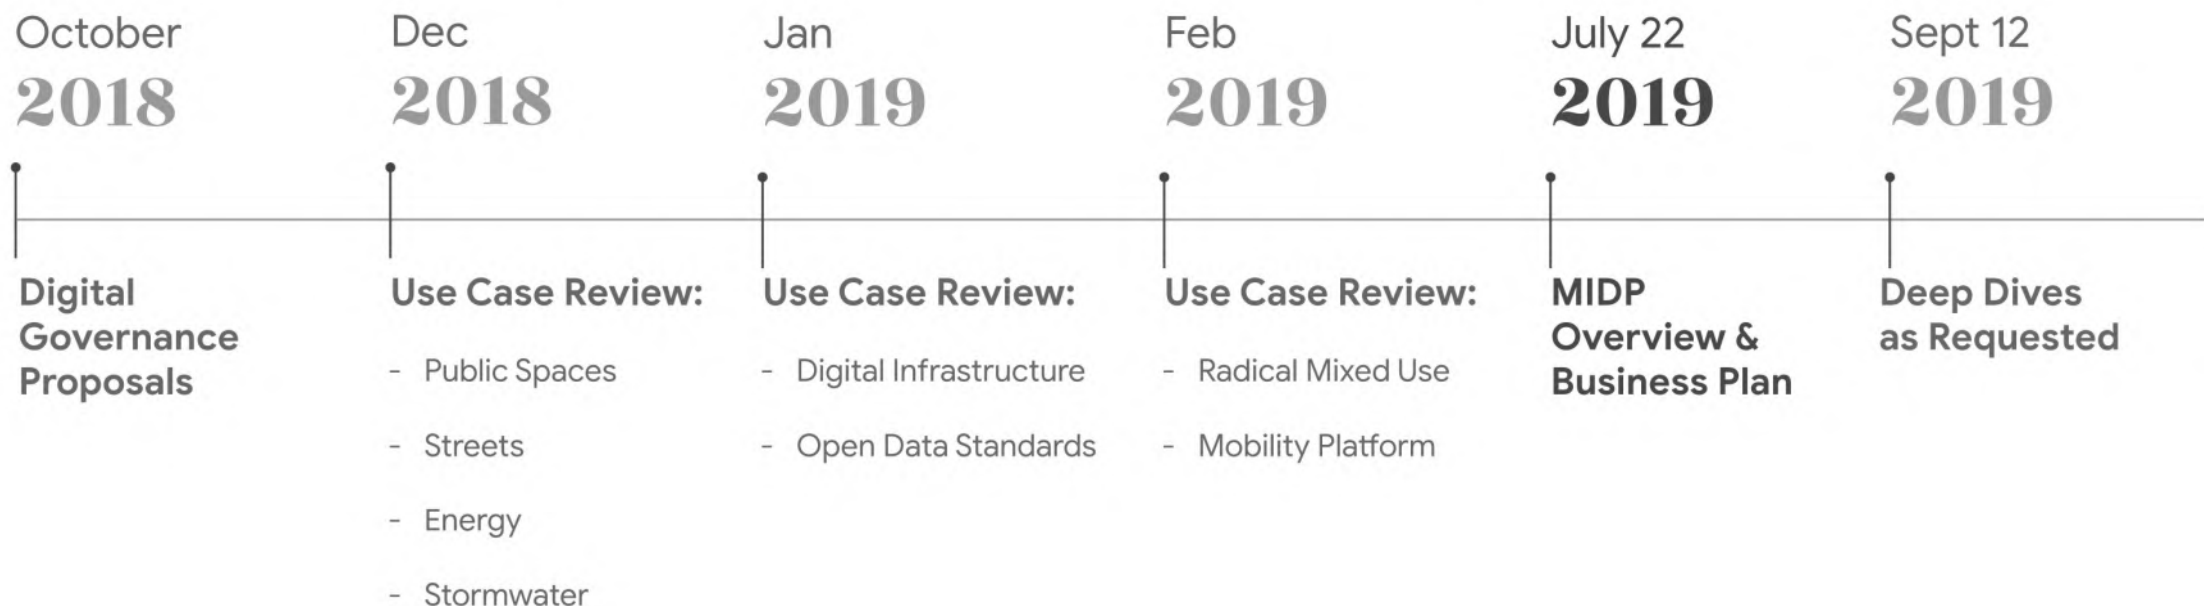 October
2018
Digital
Governance
Proposals
Dec
2018
Use Case Review:
- Public Spaces
- Streets
- Energy
- Stormwater
Jan
2019
Use Case Review:
- Digital Infrastructure
- Open Data Standards
Feb
2019
Use Case Review:
- Radical Mixed Use
- Mobility Platform
July 22
2019
MIDP
Overview &
Business Plan
Sept 12
2019
Deep Dives
as Requested